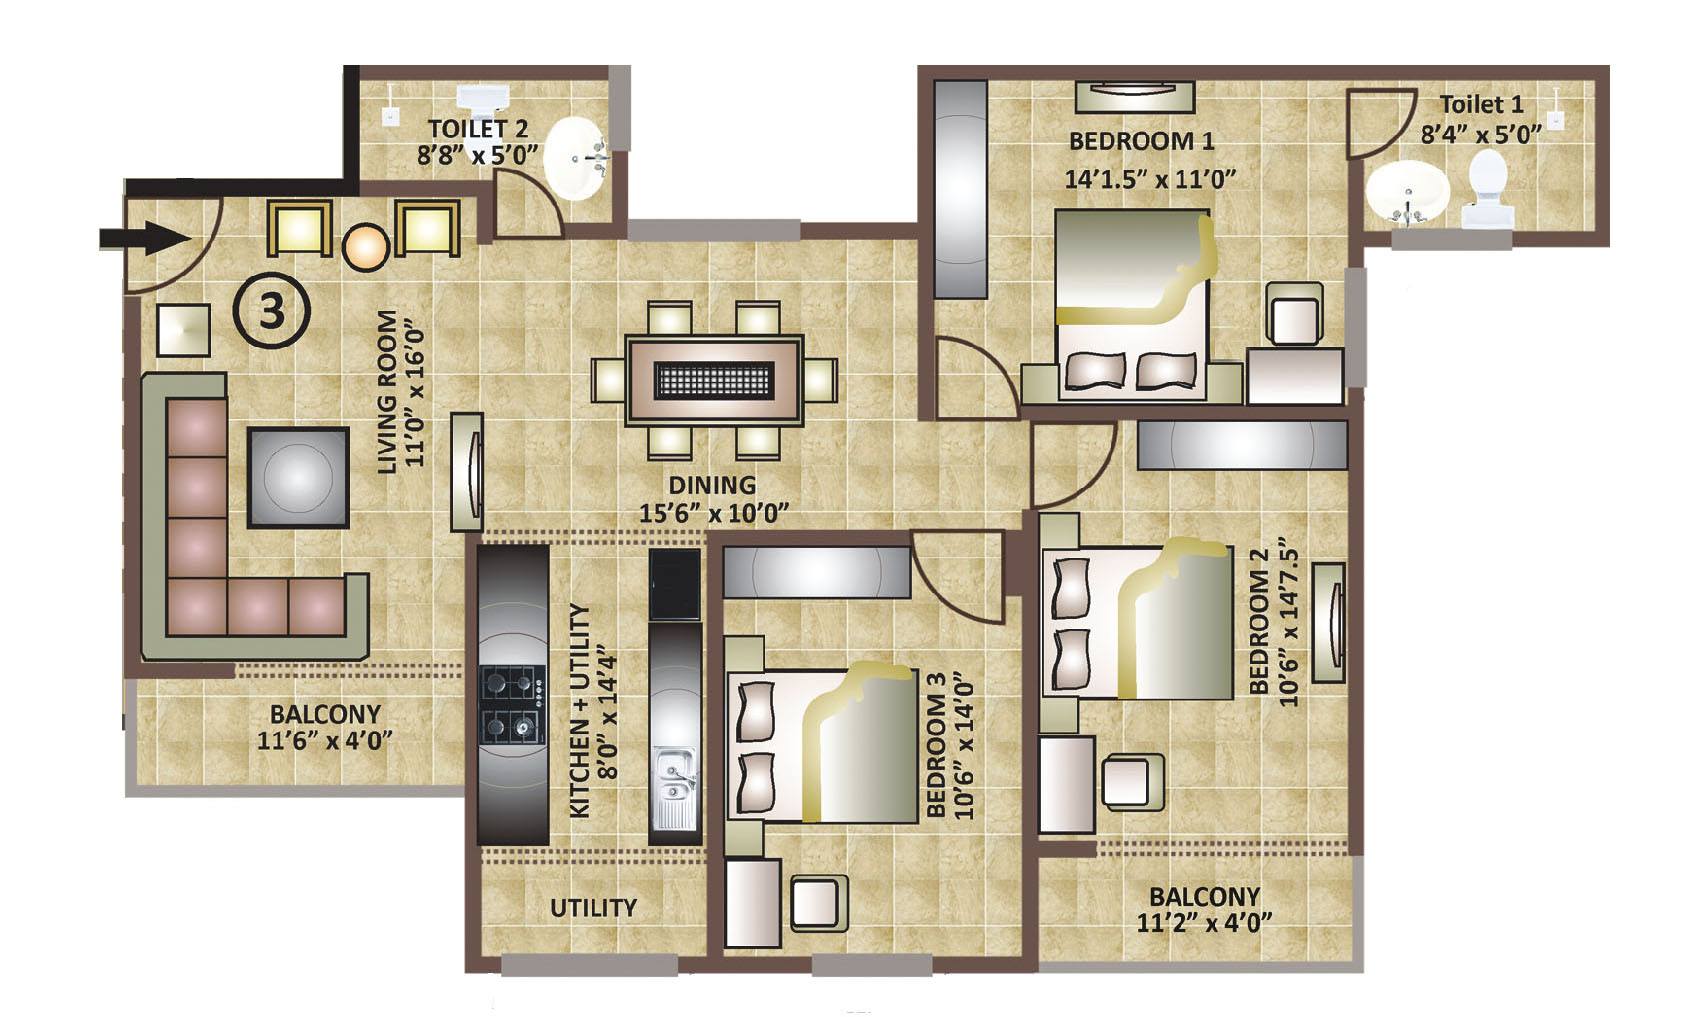 TOILET 2
8’8” x 5’0”
BEDROOM 1
14’1.5” x 11’0”
Toilet 1
8’4” x 5’0”
3
LIVING ROOM
11’0” x 16’0”
DINING
15’6” x 10’0”
BALCONY
11’6” x 4’0”
KITCHEN + UTILITY
8’0” x 14’4”
UTILITY
BEDROOM 3
10’6” x 14’0”
BEDROOM 2
10’6” x 14’7.5”
BALCONY
11’2” x 4’0”